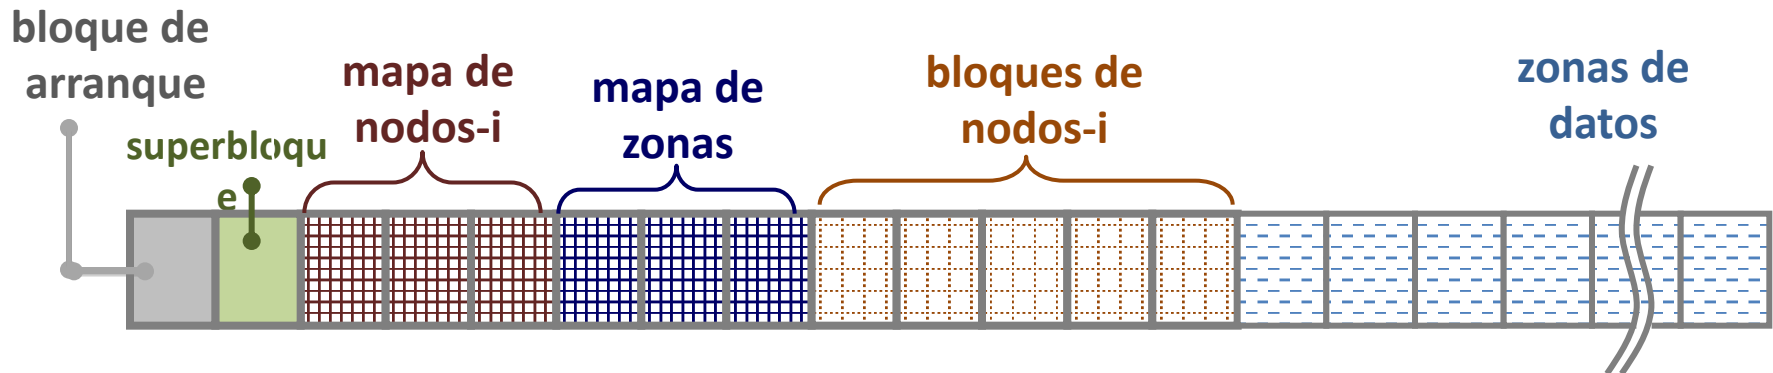 bloque de
arranque
superbloqu
e
mapa de
nodos-i
mapa de
zonas
bloques de
nodos-i
zonas de
datos